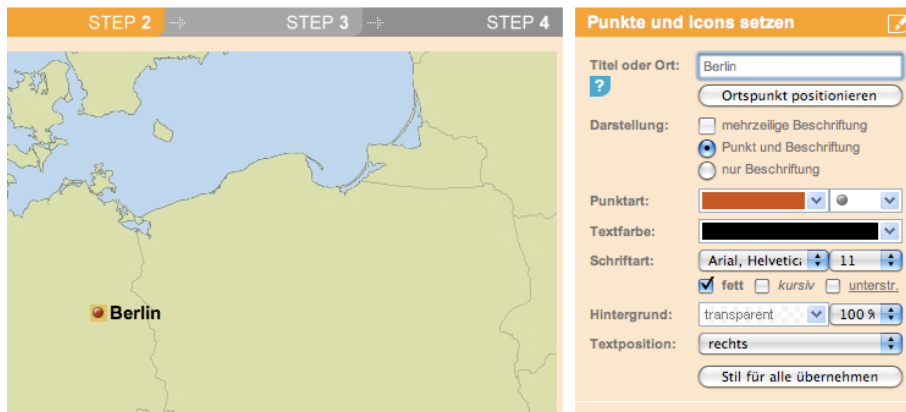 STEP 2
STEP 3
STEP 4
Berlin
Punkte und Icons setzen
Titel oder Ort:
Berlin
?
Ortspunkt positionieren
Darstellung:
mehrzeilige Beschriftung
Punkt und Beschriftung
nur Beschriftung
Punktart:
Textfarbe:
Schriftart:
Arial, Helvetic
11
fett
kursiv
unterstr.
Hintergrund:
transparent
100 %
Textposition:
rechts
Stil für alle übernehmen